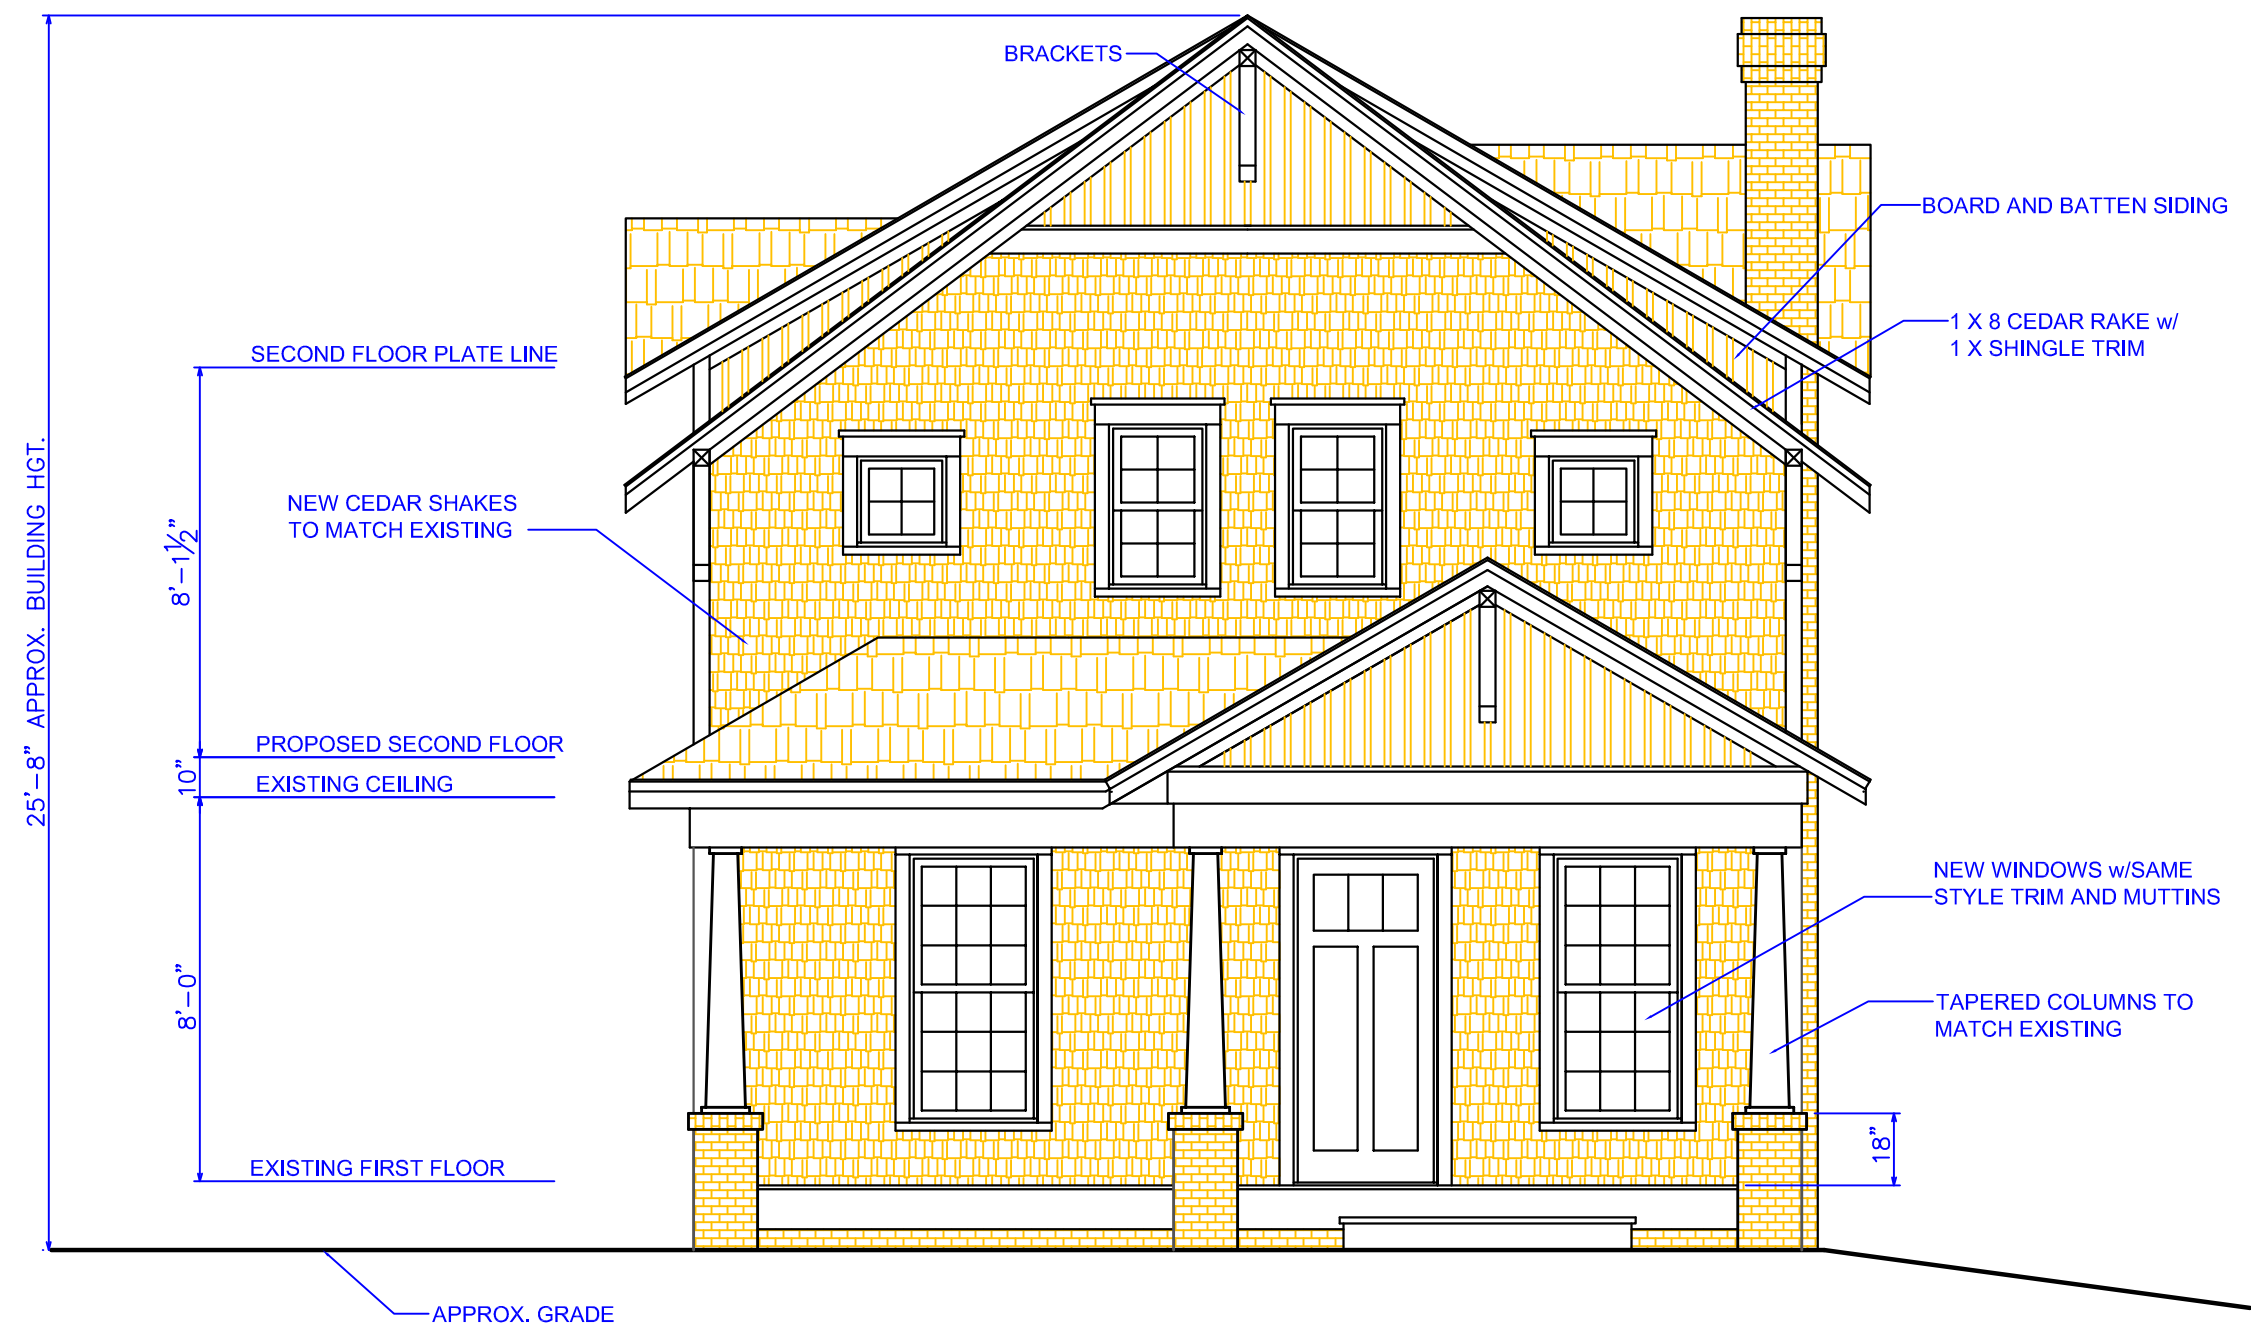 BRACKETS
BOARD AND BATTEN SIDING
1 X 8 CEDAR RAKE w/
1 X SHINGLE TRIM
SECOND FLOOR PLATE LINE
25'-8" APPROX. BUILDING HGT.
8'-1½"
NEW CEDAR SHAKES
TO MATCH EXISTING
PROPOSED SECOND FLOOR
10"
EXISTING CEILING
NEW WINDOWS w/SAME
STYLE TRIM AND MUTTINS
8'-0"
TAPERED COLUMNS TO
MATCH EXISTING
18"
EXISTING FIRST FLOOR
APPROX. GRADE